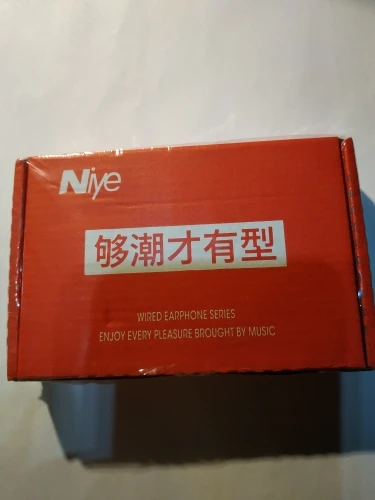 Niye
够潮才有型
WIRED EARPHONE SERIES
ENJOY EVERY PLEASURE BROUGHT BY MUSIC